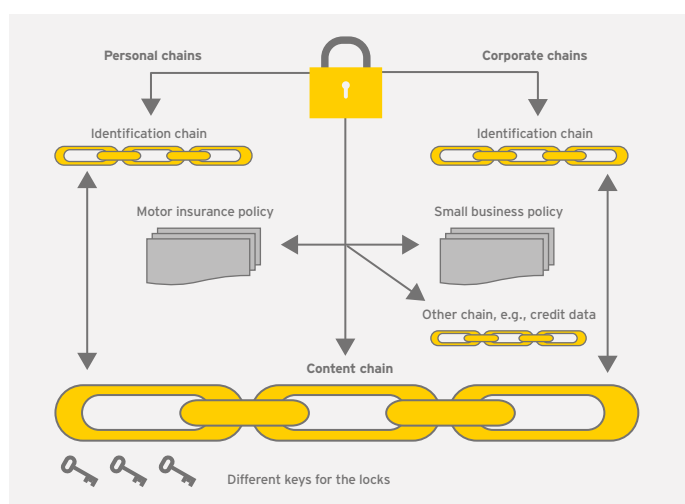 Personal chains
Corporate chains
Identification chain
Identification chain
Motor insurance policy
Small business policy
Other chain, e.g., credit data
Content chain
Different keys for the locks